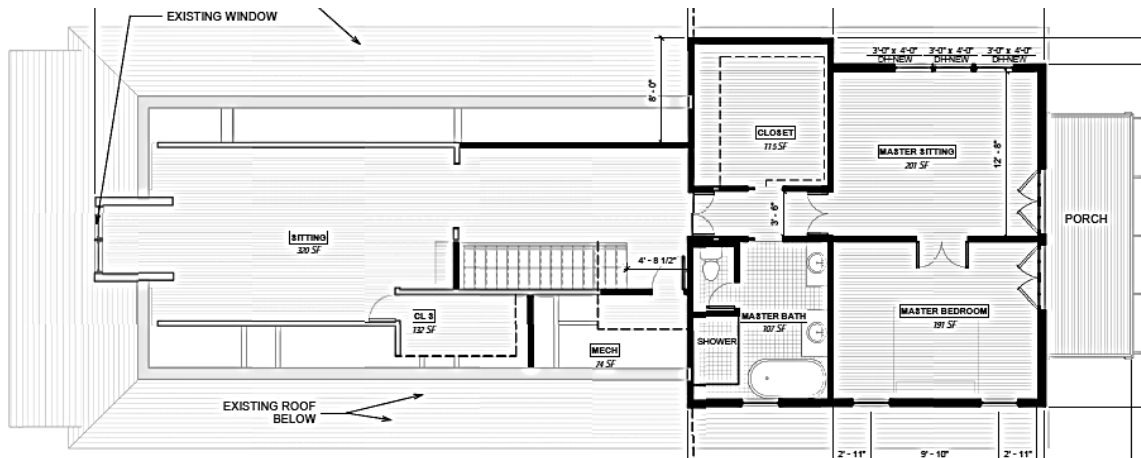 EXISTING WINDOW
3'-0" x 4'-0" 3'-0" x 4'-0" 3'-0" x 4'-0"
DH-NEW DH-NEW DH-NEW
8' - 0"
CLOSET
115 SF
MASTER SITTING
201 SF
12' - 8"
3' - 6"
PORCH
SITTING
320 SF
4' - 8 1/2"
CL 3
132 SF
MECH
74 SF
SHOWER
MASTER BATH
107 SF
MASTER BEDROOM
191 SF
EXISTING ROOF
BELOW
2' - 11" 9' - 10" 2' - 11"